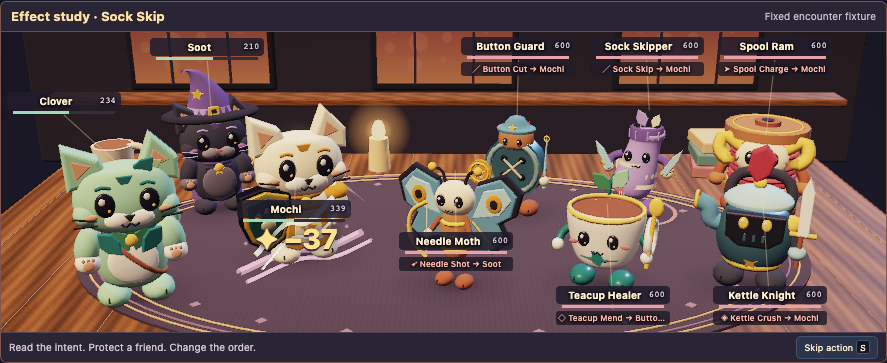 Effect study · Sock Skip
Fixed encounter fixture
Soot 210
Button Guard 600
Button Cut → Mochi
Sock Skipper 600
Sock Skip → Mochi
Spool Ram 600
Spool Charge → Mochi
Clover 234
Mochi 339
-37
Needle Moth 600
Needle Shot → Soot
Teacup Healer 600
Teacup Mend → Butto...
Kettle Knight 600
Kettle Crush → Mochi
Read the intent. Protect a friend. Change the order.
Skip action S